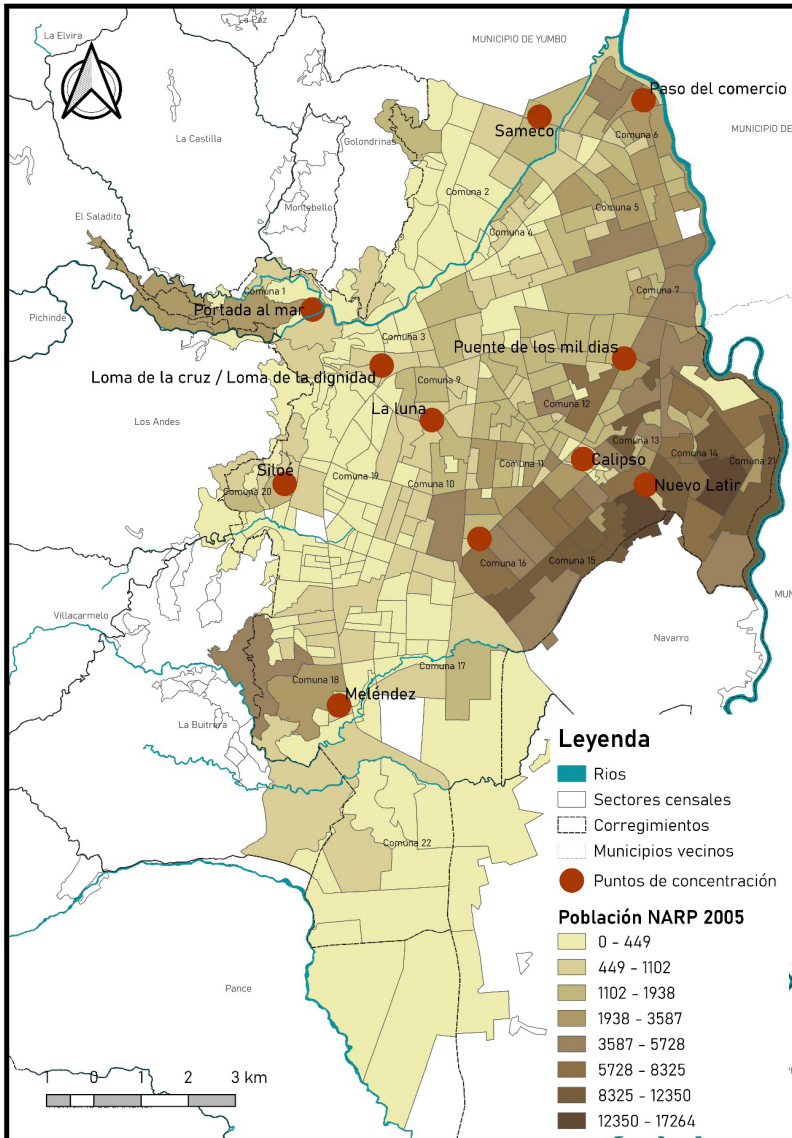 La Elvira
La Paz
MUNICIPIO DE YUMBO
Paso del comercio
Sameco
MUNICIPIO DE
La Castilla
Golondrinas
Comuna 6
Comuna 2
Montebello
Comuna 5
El Saladito
Comuna 4
Comuna 1
Comuna 7
Portada al mar
Pichinde
Comuna 3
Puente de los mil dias
Loma de la cruz / Loma de la dignidad
Comuna 9
La luna
Comuna 12
Los Andes
Comuna 13
Comuna 14
Comuna 11
Calipso
Comuna 21
Siloe
Comuna 19
Comuna 10
Nuevo Latir
Comuna 20
Comuna 16
Comuna 15
Villacarmelo
MUN
Navarro
Comuna 17
Comuna 18
Meléndez
La Buitrera
Leyenda
Rios
Sectores censales
Corregimientos
Municipios vecinos
Puntos de concentración
Comuna 22
Población NARP 2005
0 - 449
449 - 1102
1102 - 1938
1938 - 3587
3587 - 5728
5728 - 8325
8325 - 12350
12350 - 17264
Pance
1 0 1 2 3 km